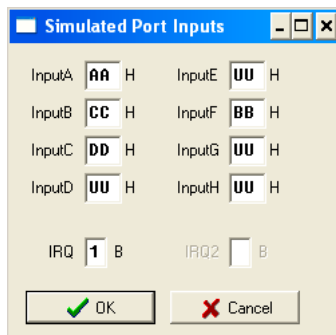 Simulated Port Inputs
InputA AA H InputE UU H
InputB CC H InputF BB H
InputC DD H InputG UU H
InputD UU H InputH UU H
IRQ 1 B IRQ2 B
OK Cancel